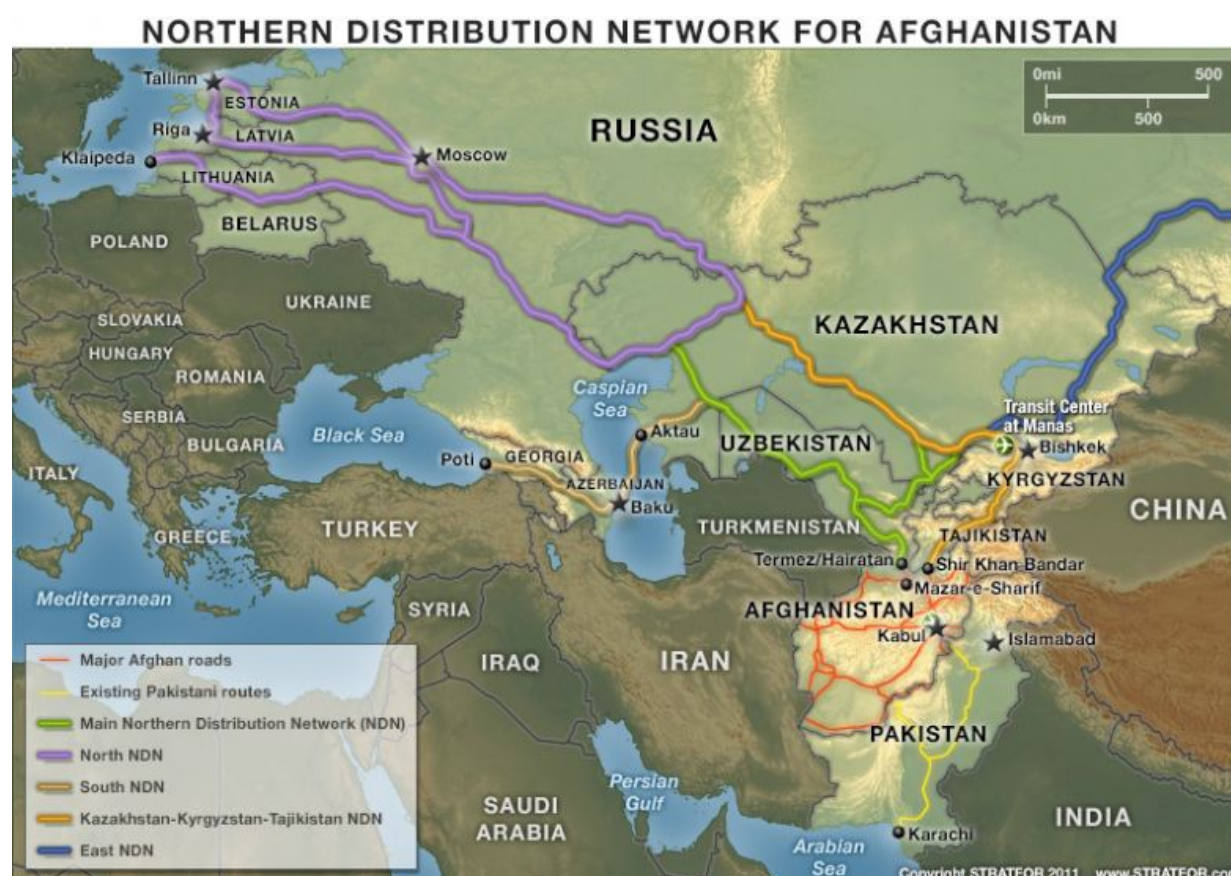 NORTHERN DISTRIBUTION NETWORK FOR AFGHANISTAN
0mi 500
0km 500
Tallinn
ESTONIA
Riga
LATVIA
Klaipeda
LITHUANIA
Moscow
RUSSIA
BELARUS
POLAND
UKRAINE
SLOVAKIA
HUNGARY
ROMANIA
SERBIA
BULGARIA
ITALY
GREECE
Black Sea
Caspian
Sea
KAZAKHSTAN
Transit Center
at Manas
Bishkek
KYRGYZSTAN
UZBEKISTAN
Aktau
Poti
GEORGIA
AZERBAIJAN
Baku
TURKEY
TURKMENISTAN
TAJIKISTAN
CHINA
Termez/Hairatan
Shir Khan Bandar
Mazar-e-Sharif
AFGHANISTAN
Kabul
Islamabad
Mediterranean
Sea
SYRIA
IRAQ
IRAN
PAKISTAN
Persian
Gulf
SAUDI
ARABIA
INDIA
Karachi
Arabian
Sea
Major Afghan roads
Existing Pakistani routes
Main Northern Distribution Network (NDN)
North NDN
South NDN
Kazakhstan-Kyrgyzstan-Tajikistan NDN
East NDN
Copyright STRATFOR 2011 www.STRATFOR.co